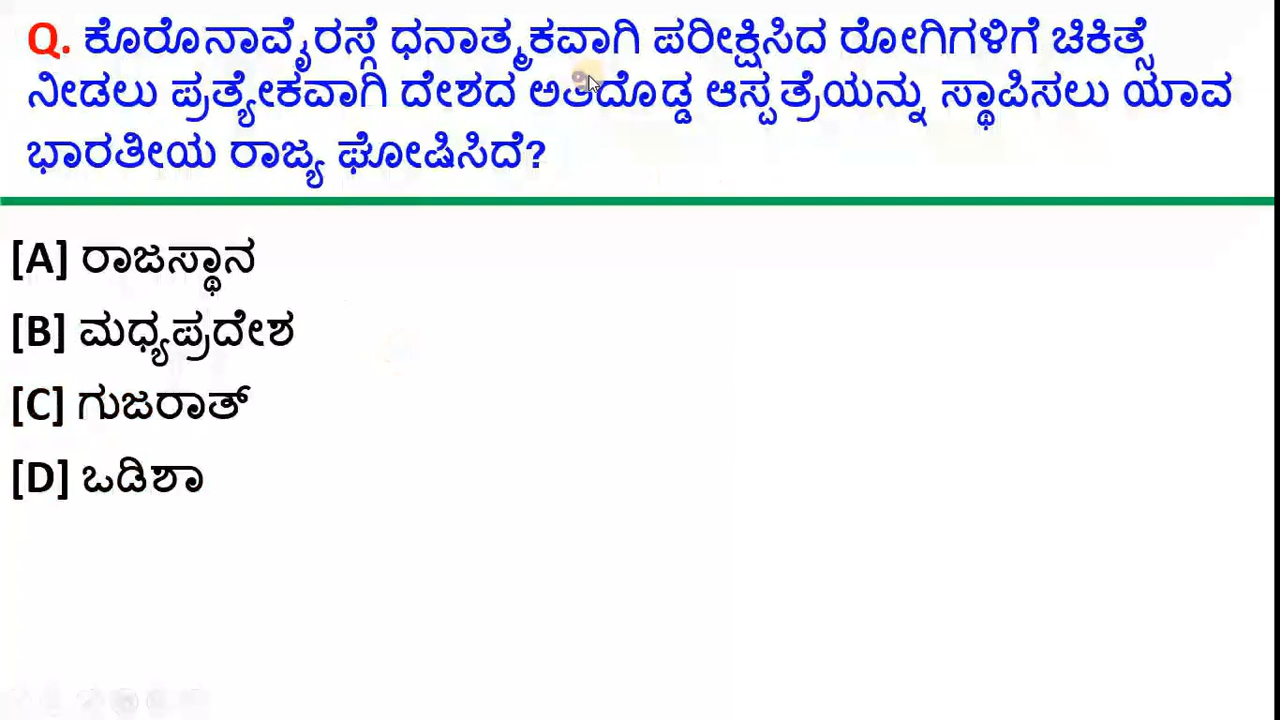 Q. ಕೊರೊನಾವೈರಸ್ಗೆ ಧನಾತ್ಮಕವಾಗಿ ಪರೀಕ್ಷಿಸಿದ ರೋಗಿಗಳಿಗೆ ಚಿಕಿತ್ಸೆ
ನೀಡಲು ಪ್ರತ್ಯೇಕವಾಗಿ ದೇಶದ ಅತಿದೊಡ್ಡ ಆಸ್ಪತ್ರೆಯನ್ನು ಸ್ಥಾಪಿಸಲು ಯಾವ
ಭಾರತೀಯ ರಾಜ್ಯ ಘೋಷಿಸಿದೆ?
[A] ರಾಜಸ್ಥಾನ
[B] ಮಧ್ಯಪ್ರದೇಶ
[C] ಗುಜರಾತ್
[D] ಒಡಿಶಾ